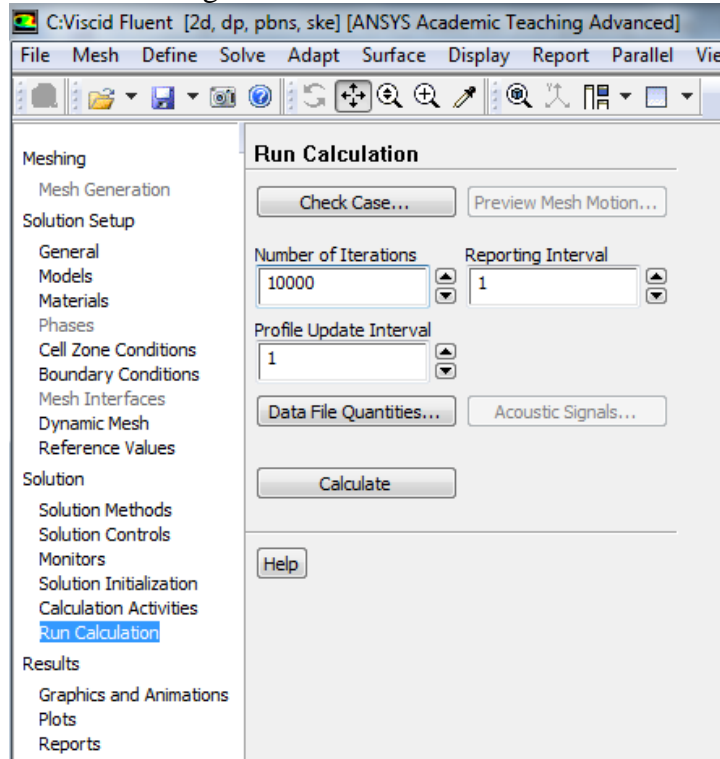 C:Viscid Fluent [2d, dp, pbns, ske] [ANSYS Academic Teaching Advanced]
File Mesh Define Solve Adapt Surface Display Report Parallel Vie
Meshing
Mesh Generation
Solution Setup
General
Models
Materials
Phases
Cell Zone Conditions
Boundary Conditions
Mesh Interfaces
Dynamic Mesh
Reference Values
Solution
Solution Methods
Solution Controls
Monitors
Solution Initialization
Calculation Activities
Run Calculation
Results
Graphics and Animations
Plots
Reports
Run Calculation
Check Case... Preview Mesh Motion...
Number of Iterations Reporting Interval
10000 1
Profile Update Interval
1
Data File Quantities... Acoustic Signals...
Calculate
Help